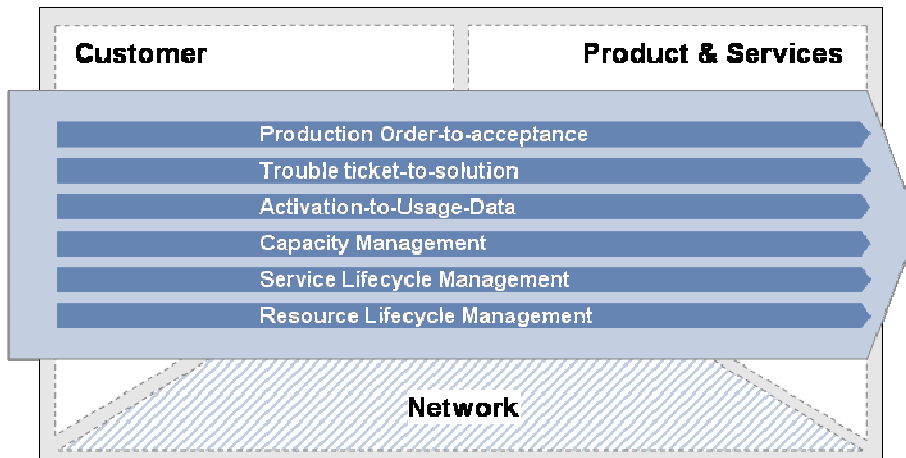 Customer
Product & Services
Production Order-to-acceptance
Trouble ticket-to-solution
Activation-to-Usage-Data
Capacity Management
Service Lifecycle Management
Resource Lifecycle Management
Network